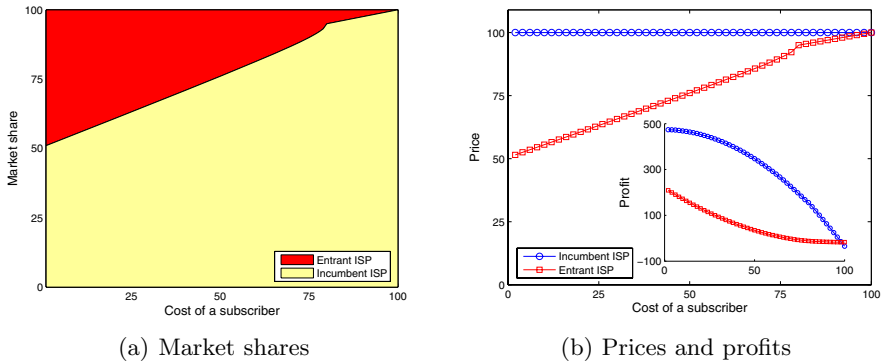 100
75
50
25
0
Market share
25
50
75
100
Cost of a subscriber
Entrant ISP
Incumbent ISP
(a) Market shares
100
75
50
25
0
Price
0
25
50
75
100
Cost of a subscriber
Incumbent ISP
Entrant ISP
500
300
100
−100
Profit
0
50
100
(b) Prices and profits